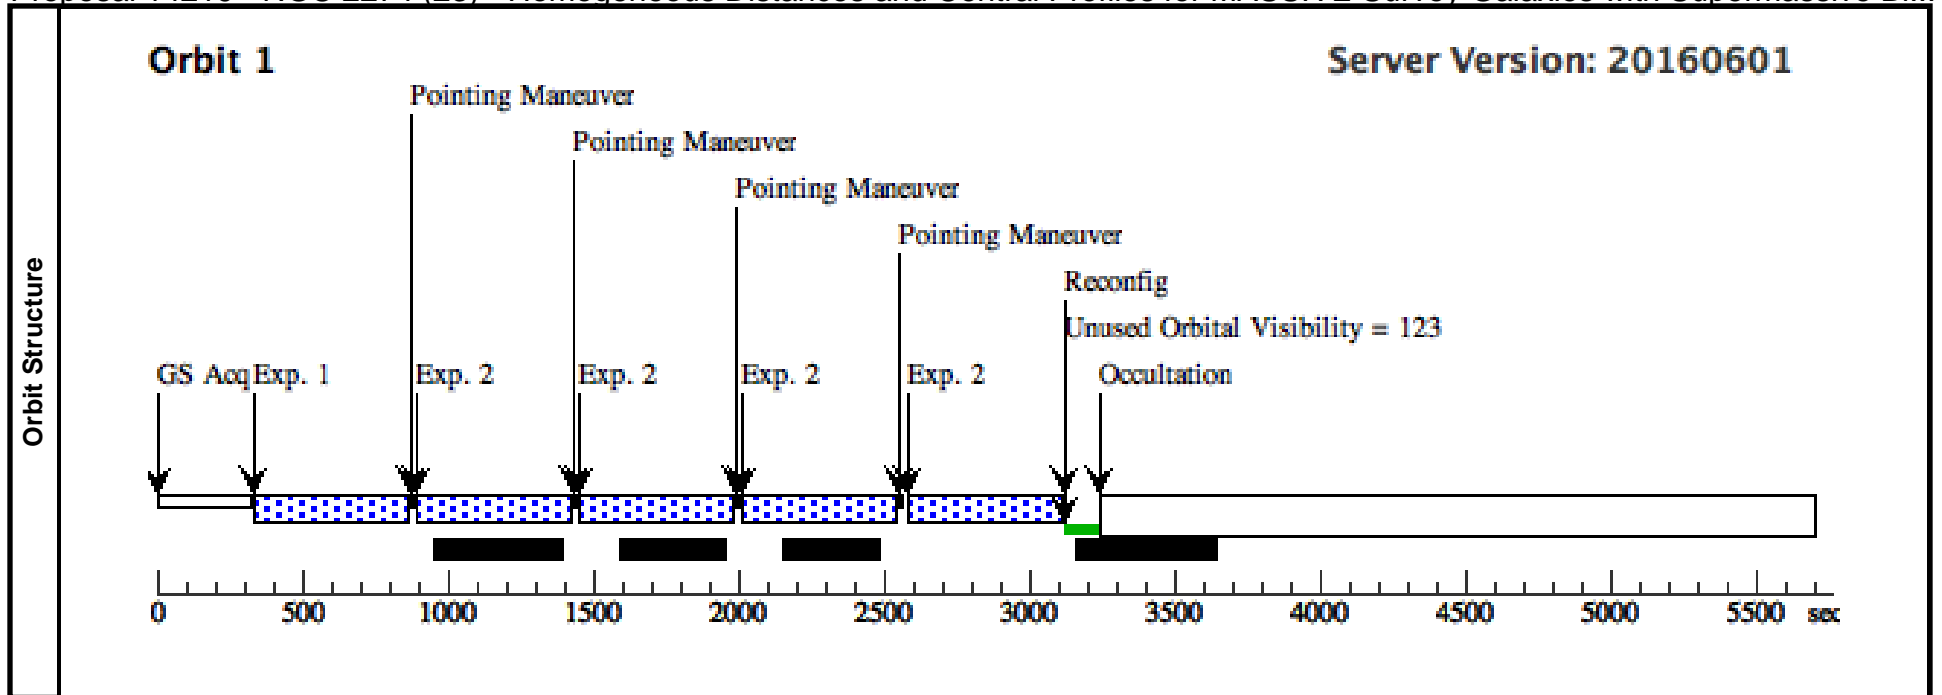 Orbit Structure
Orbit 1
Server Version: 20160601
Pointing Maneuver
Pointing Maneuver
Pointing Maneuver
Pointing Maneuver
Reconfig
Unused Orbital Visibility = 123
GS Acq Exp. 1 Exp. 2 Exp. 2 Exp. 2 Exp. 2 Occultation
0 500 1000 1500 2000 2500 3000 3500 4000 4500 5000 5500 sec